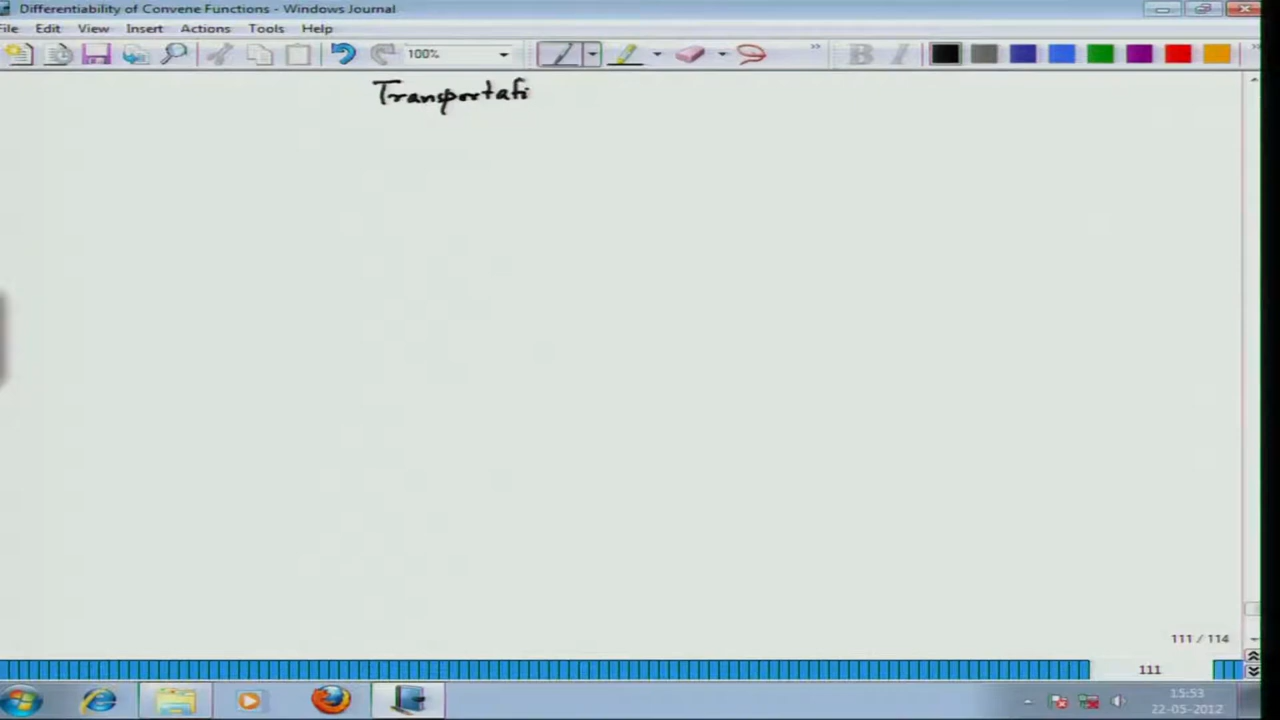 Differentiability of Convene Functions - Windows Journal
File Edit View Insert Actions Tools Help
100%
Transportati
111 / 114
111
15:53
22-05-2012